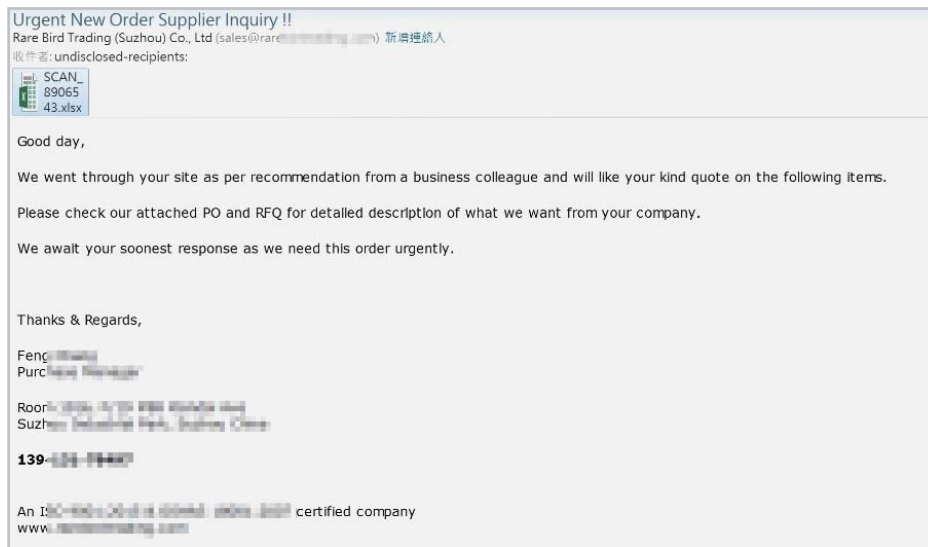 Urgent New Order Supplier Inquiry !!
Rare Bird Trading (Suzhou) Co., Ltd (sales@rare 新增連絡人
收件者: undisclosed-recipients:
SCAN_
89065
43.xlsx
Good day,
We went through your site as per recommendation from a business colleague and will like your kind quote on the following items.
Please check our attached PO and RFQ for detailed description of what we want from your company.
We await your soonest response as we need this order urgently.
Thanks & Regards,
Feng
139-
An certified company
www